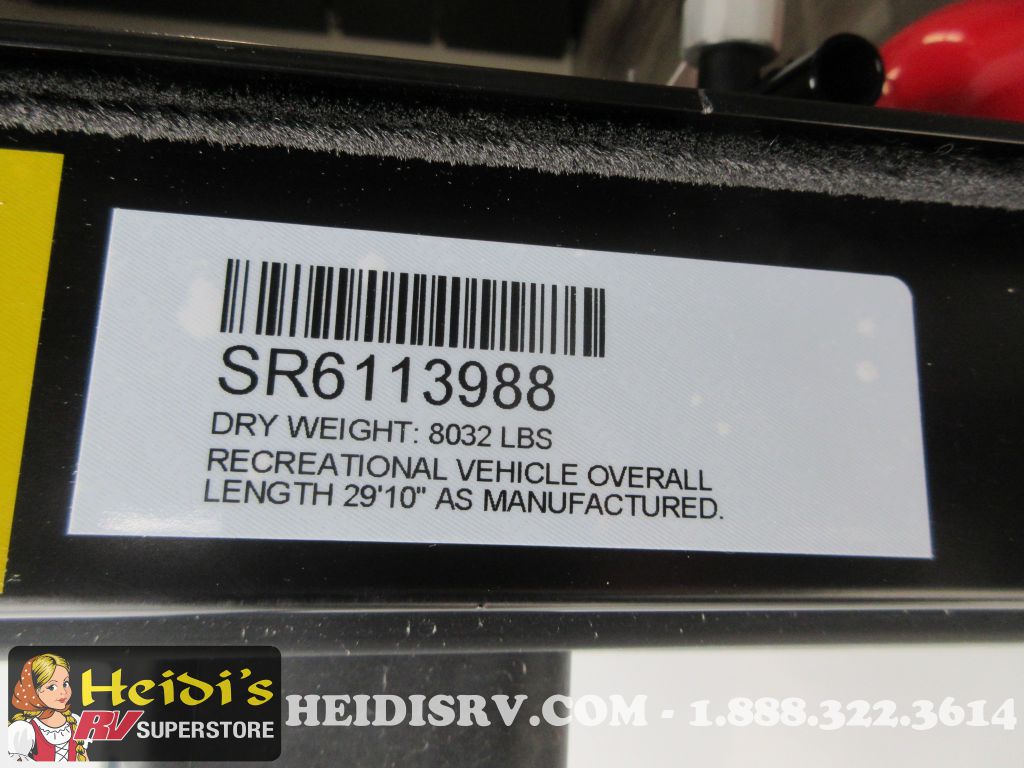 SR6113988
DRY WEIGHT: 8032 LBS
RECREATIONAL VEHICLE OVERALL
LENGTH 29'10" AS MANUFACTURED.
Heidi's
RV SUPERSTORE
HEIDISRV.COM - 1.888.322.3614